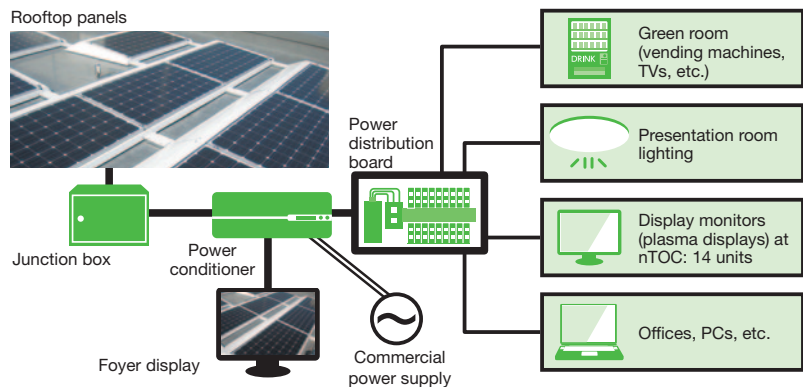 Rooftop panels
Junction box
Power
conditioner
Foyer display
Commercial
power supply
Power
distribution
board
DRINK
Green room
(vending machines,
TVs, etc.)
Presentation room
lighting
Display monitors
(plasma displays) at
nTOC: 14 units
Offices, PCs, etc.